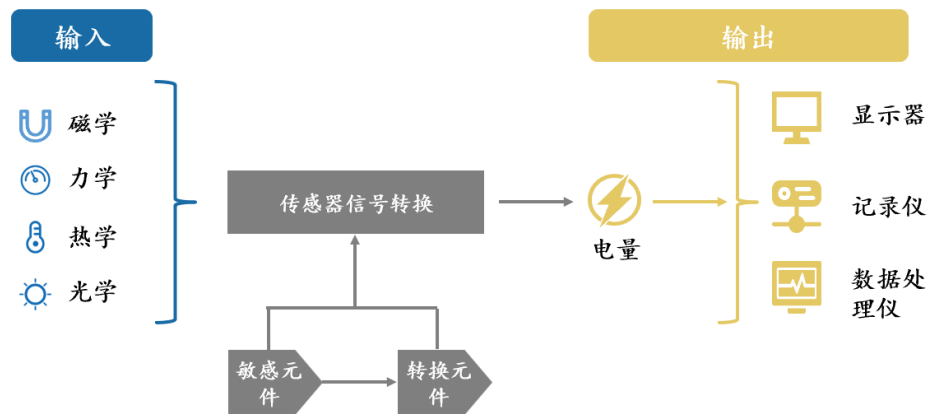 输入
输出
磁学
力学
热学
光学
传感器信号转换
敏感元
件
转换元
件
电量
显示器
记录仪
数据处
理仪